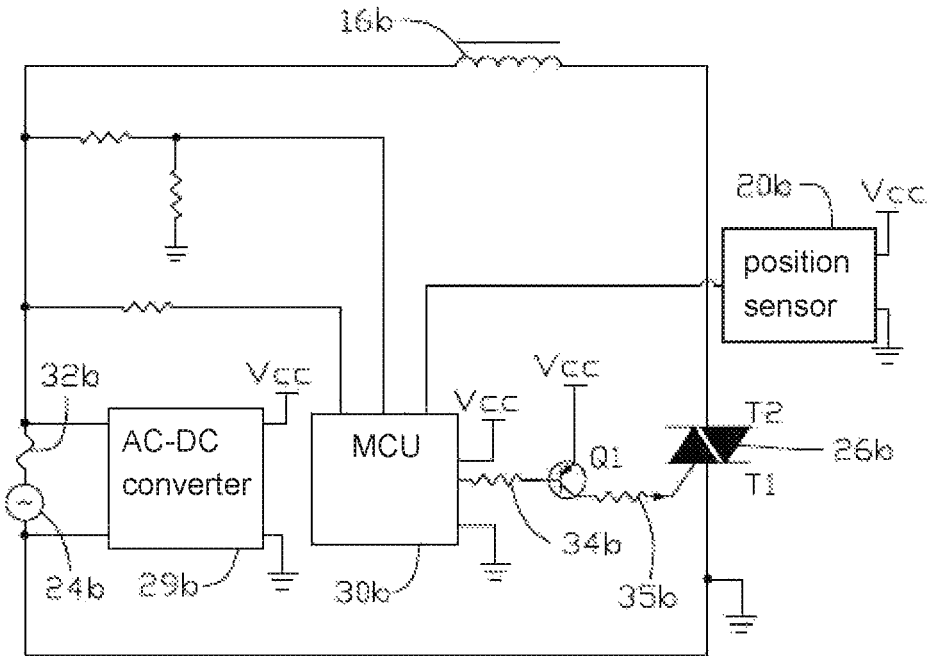 16b
20b
Vcc
position
sensor
32b
Vcc
Vcc
Vcc
AC-DC
converter
MCU
Q1
T2
26b
T1
24b
29b
30b
34b
35b
~